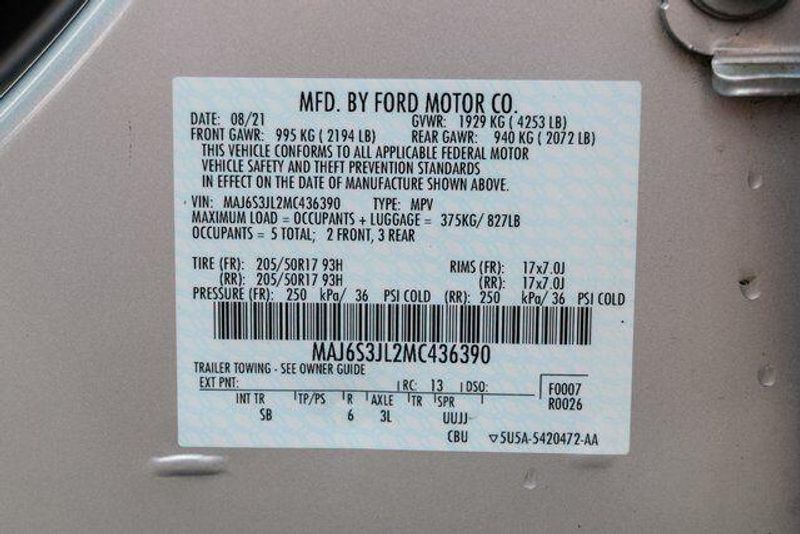 MFD. BY FORD MOTOR CO.
DATE: 08/21 GVWR: 1929 KG ( 4253 LB)
FRONT GAWR: 995 KG ( 2194 LB) REAR GAWR: 940 KG ( 2072 LB)
THIS VEHICLE CONFORMS TO ALL APPLICABLE FEDERAL MOTOR
VEHICLE SAFETY AND THEFT PREVENTION STANDARDS
IN EFFECT ON THE DATE OF MANUFACTURE SHOWN ABOVE.
VIN: MAJ6S3JL2MC436390 TYPE: MPV
MAXIMUM LOAD = OCCUPANTS + LUGGAGE = 375KG/ 827LB
OCCUPANTS = 5 TOTAL; 2 FRONT, 3 REAR
TIRE (FR): 205/50R17 93H RIMS (FR): 17x7.0J
(RR): 205/50R17 93H (RR): 17x7.0J
PRESSURE (FR): 250 kPa/ 36 PSI COLD (RR): 250 kPa/ 36 PSI COLD
MAJ6S3JL2MC436390
TRAILER TOWING - SEE OWNER GUIDE
EXT PNT: RC: 13 DSO: F0007
INT TR TP/PS R AXLE TR SPR R0026
SB 6 3L UUJJ
CBU ▽5U5A-5420472-AA